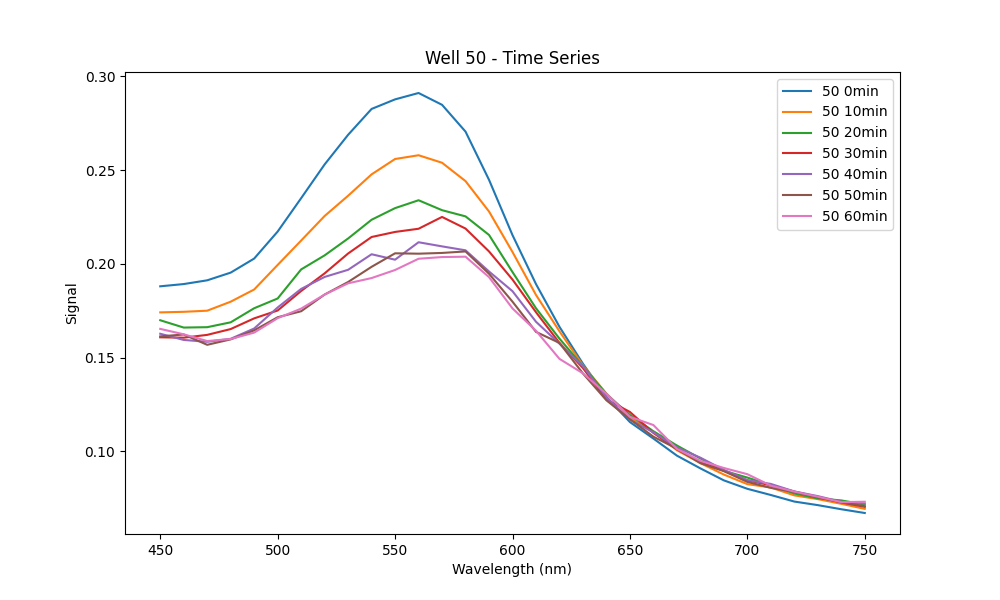 Well 50 - Time Series
0.30
0.25
0.20
0.15
0.10
Signal
50 0min
50 10min
50 20min
50 30min
50 40min
50 50min
50 60min
450 500 550 600 650 700 750
Wavelength (nm)